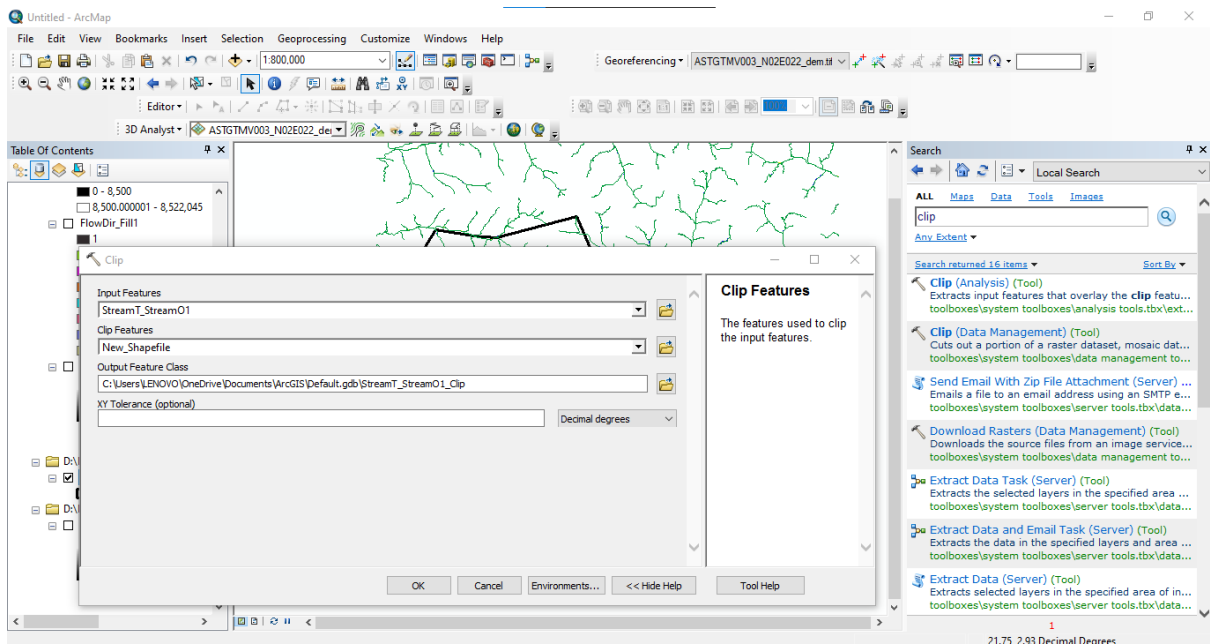 Untitled - ArcMap
File Edit View Bookmarks Insert Selection Geoprocessing Customize Windows Help
1:800,000 Georeferencing ASTGTMV003_N02E022_dem.tif
Editor
3D Analyst ASTGTMV003_N02E022_der
Table Of Contents
0 - 8,500
8,500.000001 - 8,522,045
FlowDir_Fill1
1
D:\
D:\
Clip
Input Features
StreamT_StreamO1
Clip Features
New_Shapefile
Output Feature Class
C:\Users\LENOVO\OneDrive\Documents\ArcGIS\Default.gdb\StreamT_StreamO1_Clip
XY Tolerance (optional)
Decimal degrees
Clip Features
The features used to clip
the input features.
OK Cancel Environments... << Hide Help Tool Help
Search
Local Search
ALL Maps Data Tools Images
clip
Any Extent
Search returned 16 items Sort By
Clip (Analysis) (Tool)
Extracts input features that overlay the clip featu...
toolboxes\system toolboxes\analysis tools.tbx\ext...
Clip (Data Management) (Tool)
Cuts out a portion of a raster dataset, mosaic dat...
toolboxes\system toolboxes\data management to...
Send Email With Zip File Attachment (Server) ...
Emails a file to an email address using an SMTP e...
toolboxes\system toolboxes\server tools.tbx\data...
Download Rasters (Data Management) (Tool)
Downloads the source files from an image service...
toolboxes\system toolboxes\data management to...
Extract Data Task (Server) (Tool)
Extracts the selected layers in the specified area ...
toolboxes\system toolboxes\server tools.tbx\data...
Extract Data and Email Task (Server) (Tool)
Extracts the data in the specified layers and area ...
toolboxes\system toolboxes\server tools.tbx\data...
Extract Data (Server) (Tool)
Extracts selected layers in the specified area of in...
toolboxes\system toolboxes\server tools.tbx\data...
1
21.75 2.93 Decimal Degrees